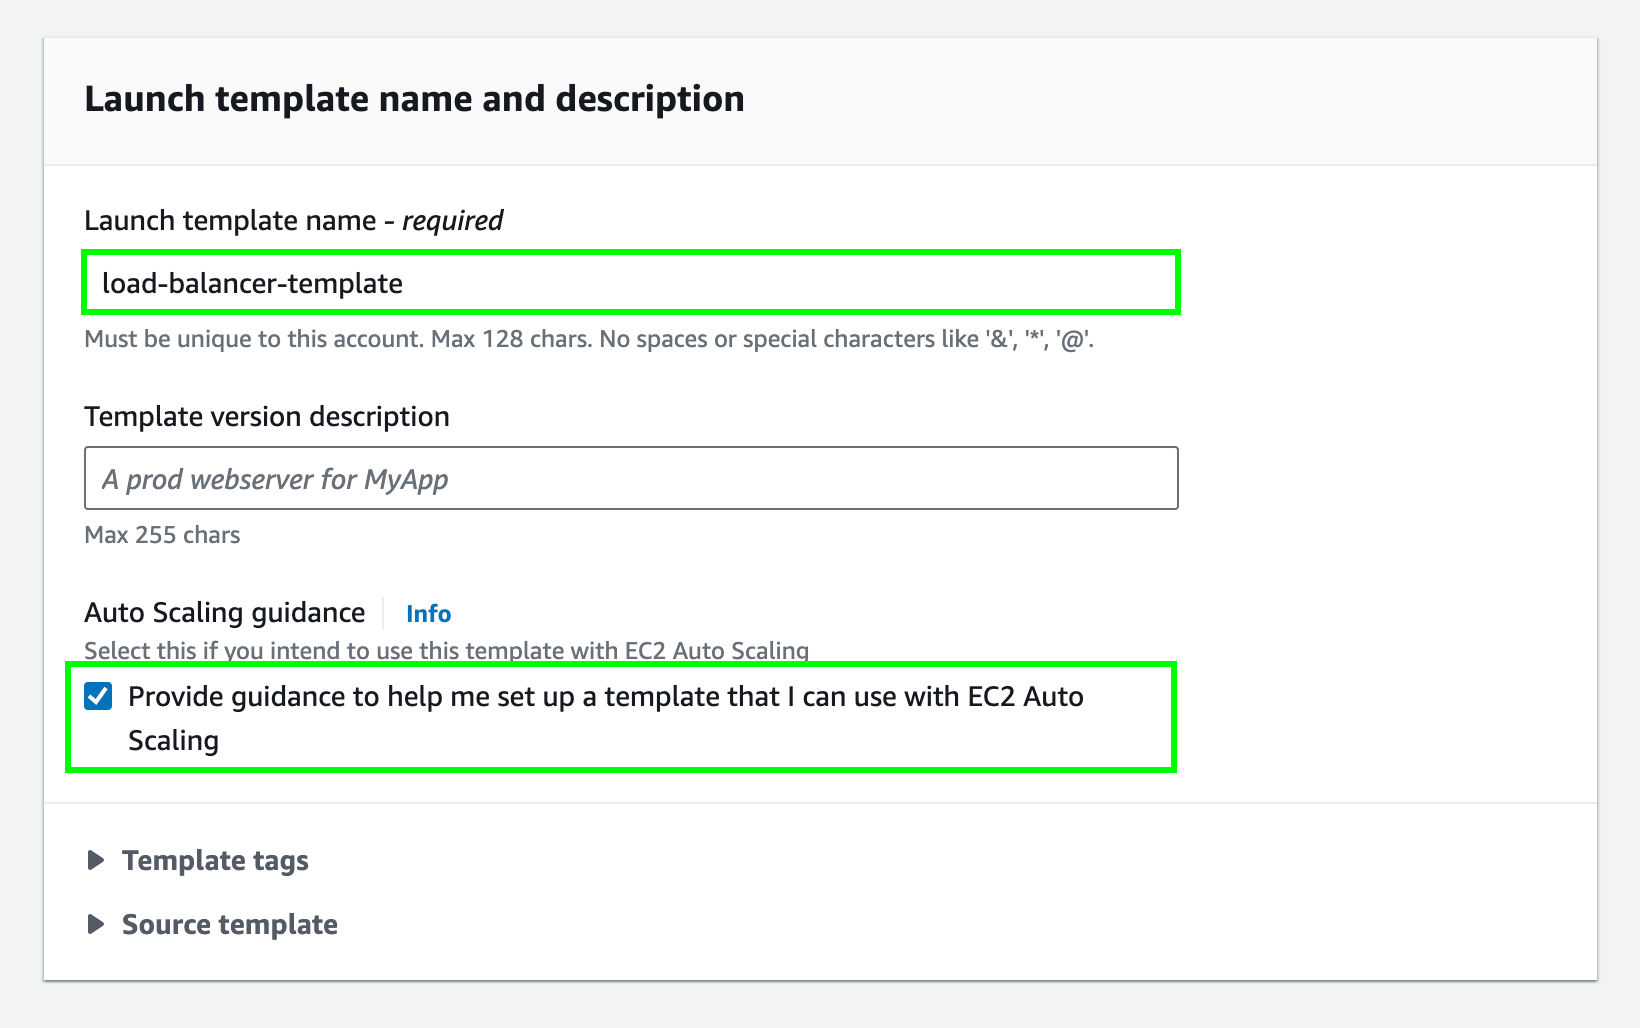 Launch template name and description
Launch template name - required
load-balancer-template
Must be unique to this account. Max 128 chars. No spaces or special characters like '&', '*', '@'.
Template version description
A prod webserver for MyApp
Max 255 chars
Auto Scaling guidance Info
Select this if you intend to use this template with EC2 Auto Scaling
Provide guidance to help me set up a template that I can use with EC2 Auto
Scaling
Template tags
Source template